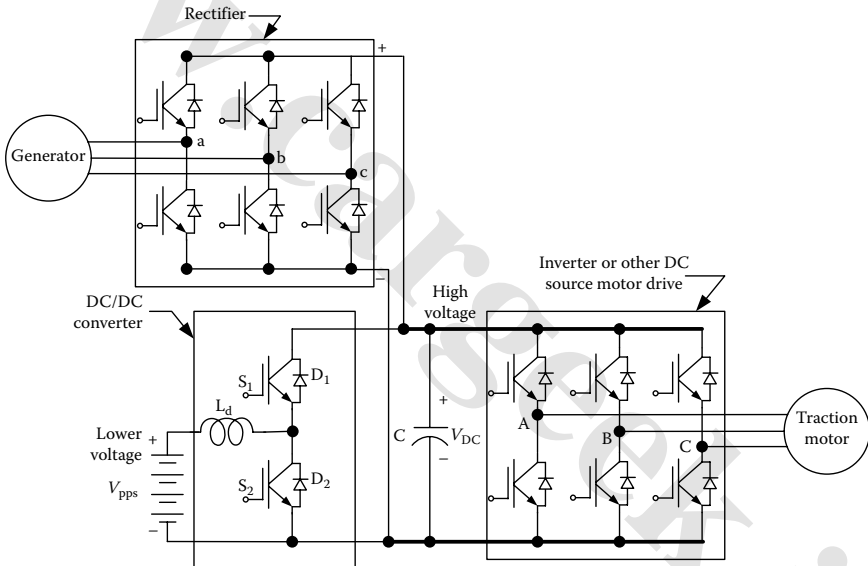 Rectifier
+
a
Generator
b
c
−
Inverter or other DC
source motor drive
DC/DC
converter
High
voltage
S1
D1
Ld
A
+
Traction
motor
Lower
voltage
+
C
VDC
B
C
−
Vpps
S2
D2
−
w.cargeek.